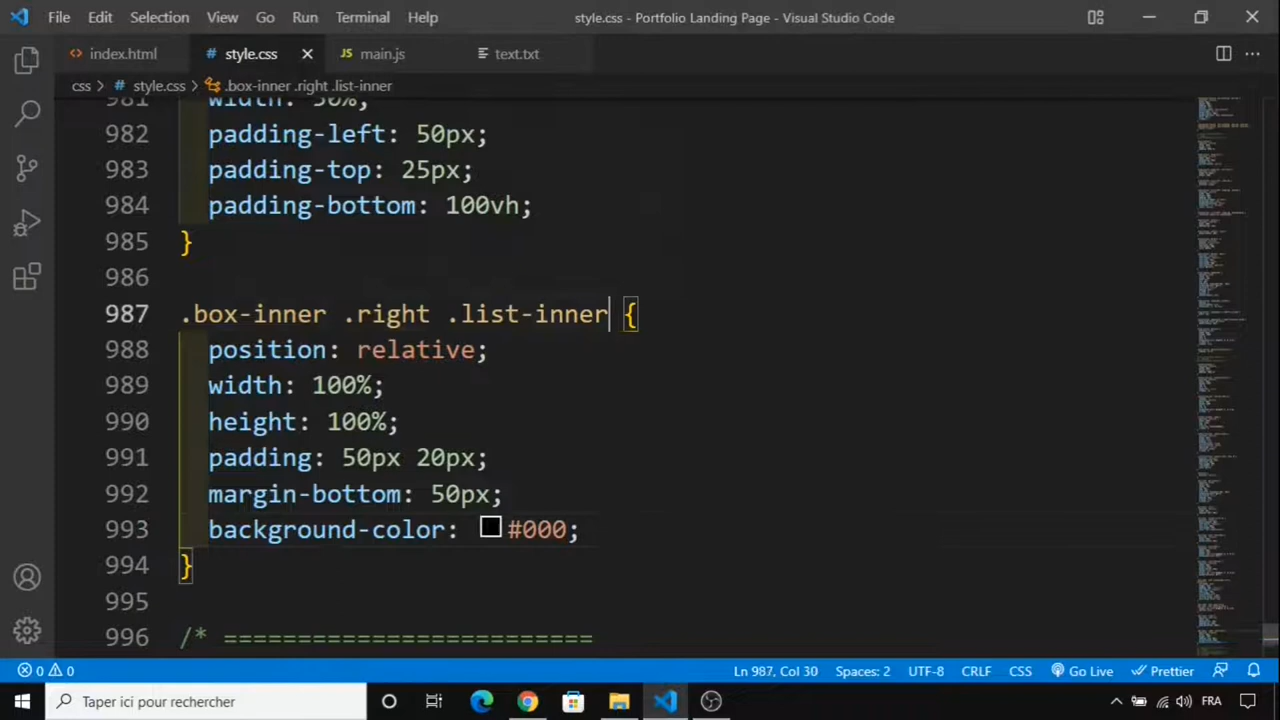 File Edit Selection View Go Run Terminal Help style.css - Portfolio Landing Page - Visual Studio Code
index.html style.css main.js text.txt
css > style.css > .box-inner .right .list-inner
981 width: 50%;
982 padding-left: 50px;
983 padding-top: 25px;
984 padding-bottom: 100vh;
985 }
986
987 .box-inner .right .list-inner {
988 position: relative;
989 width: 100%;
990 height: 100%;
991 padding: 50px 20px;
992 margin-bottom: 50px;
993 background-color: #000;
994 }
995
996 /* =========================
0 0 Ln 987, Col 30 Spaces: 2 UTF-8 CRLF CSS Go Live Prettier
Taper ici pour rechercher FRA